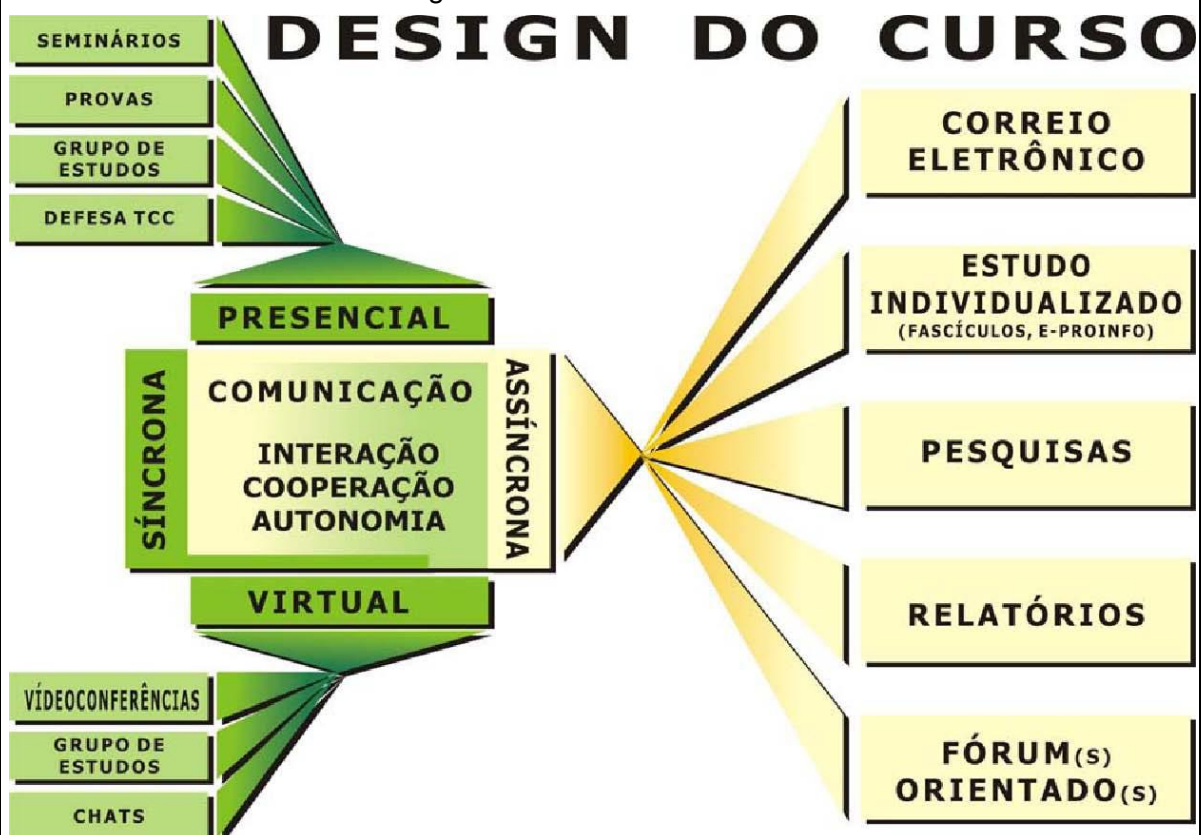 DESIGN DO CURSO
SEMINÁRIOS
PROVAS
GRUPO DE
ESTUDOS
DEFESA TCC
PRESENCIAL
SÍNCRONA
COMUNICAÇÃO
INTERAÇÃO
COOPERAÇÃO
AUTONOMIA
ASSÍNCRONA
VIRTUAL
VÍDEOCONFERÊNCIAS
GRUPO DE
ESTUDOS
CHATS
CORREIO
ELETRÔNICO
ESTUDO
INDIVIDUALIZADO
(FASCÍCULOS, E-PROINFO)
PESQUISAS
RELATÓRIOS
FÓRUM(S)
ORIENTADO(S)